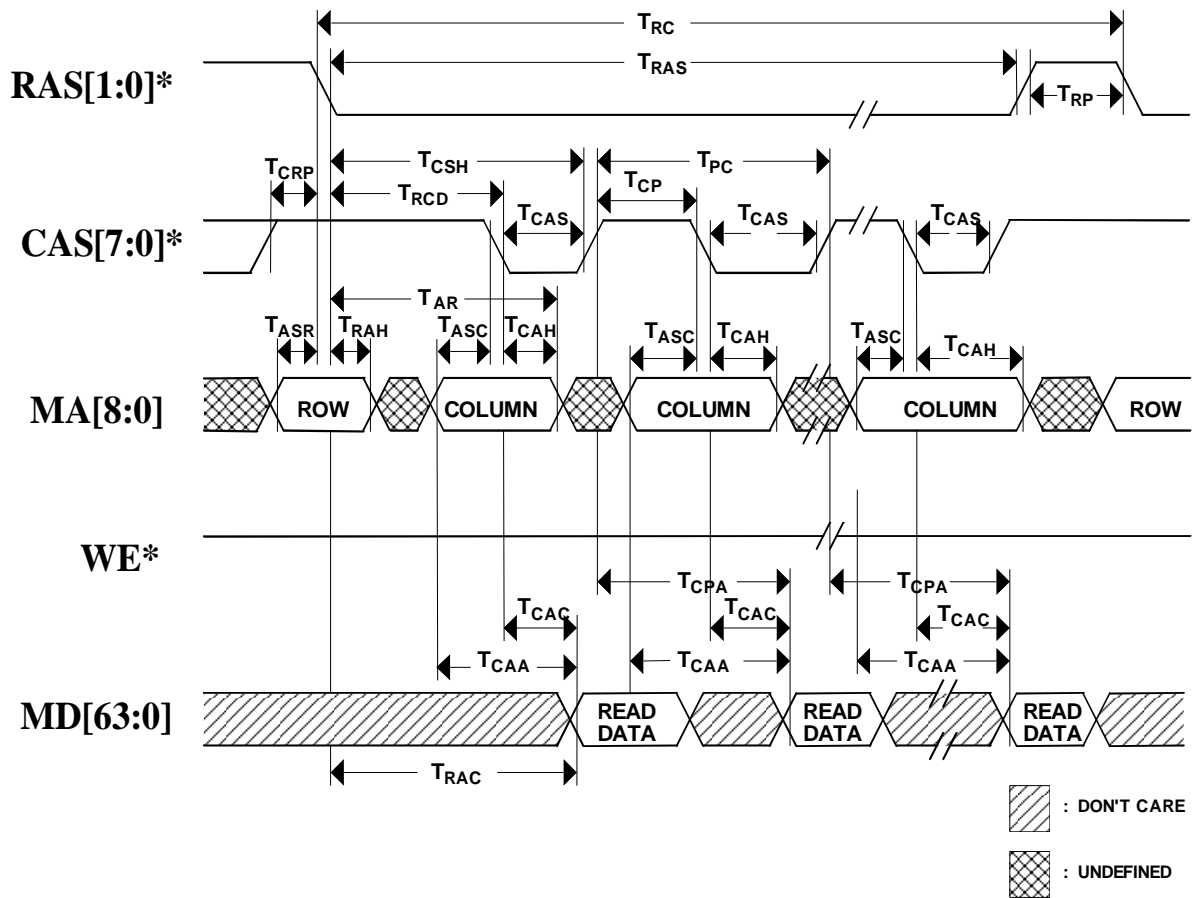 TRC
TRAS
RAS[1:0]*
TRP
TCSH
TPC
TCRP
TRCD
TCP
TCAS
TCAS
TCAS
CAS[7:0]*
TAR
TASR
TRAH
TASC
TCAH
TASC
TCAH
TASC
TCAH
MA[8:0]
ROW
COLUMN
COLUMN
COLUMN
ROW
WE*
TCPA
TCPA
TCAC
TCAC
TCAC
TCAA
TCAA
TCAA
MD[63:0]
READ
DATA
READ
DATA
READ
DATA
TRAC
: DON'T CARE
: UNDEFINED